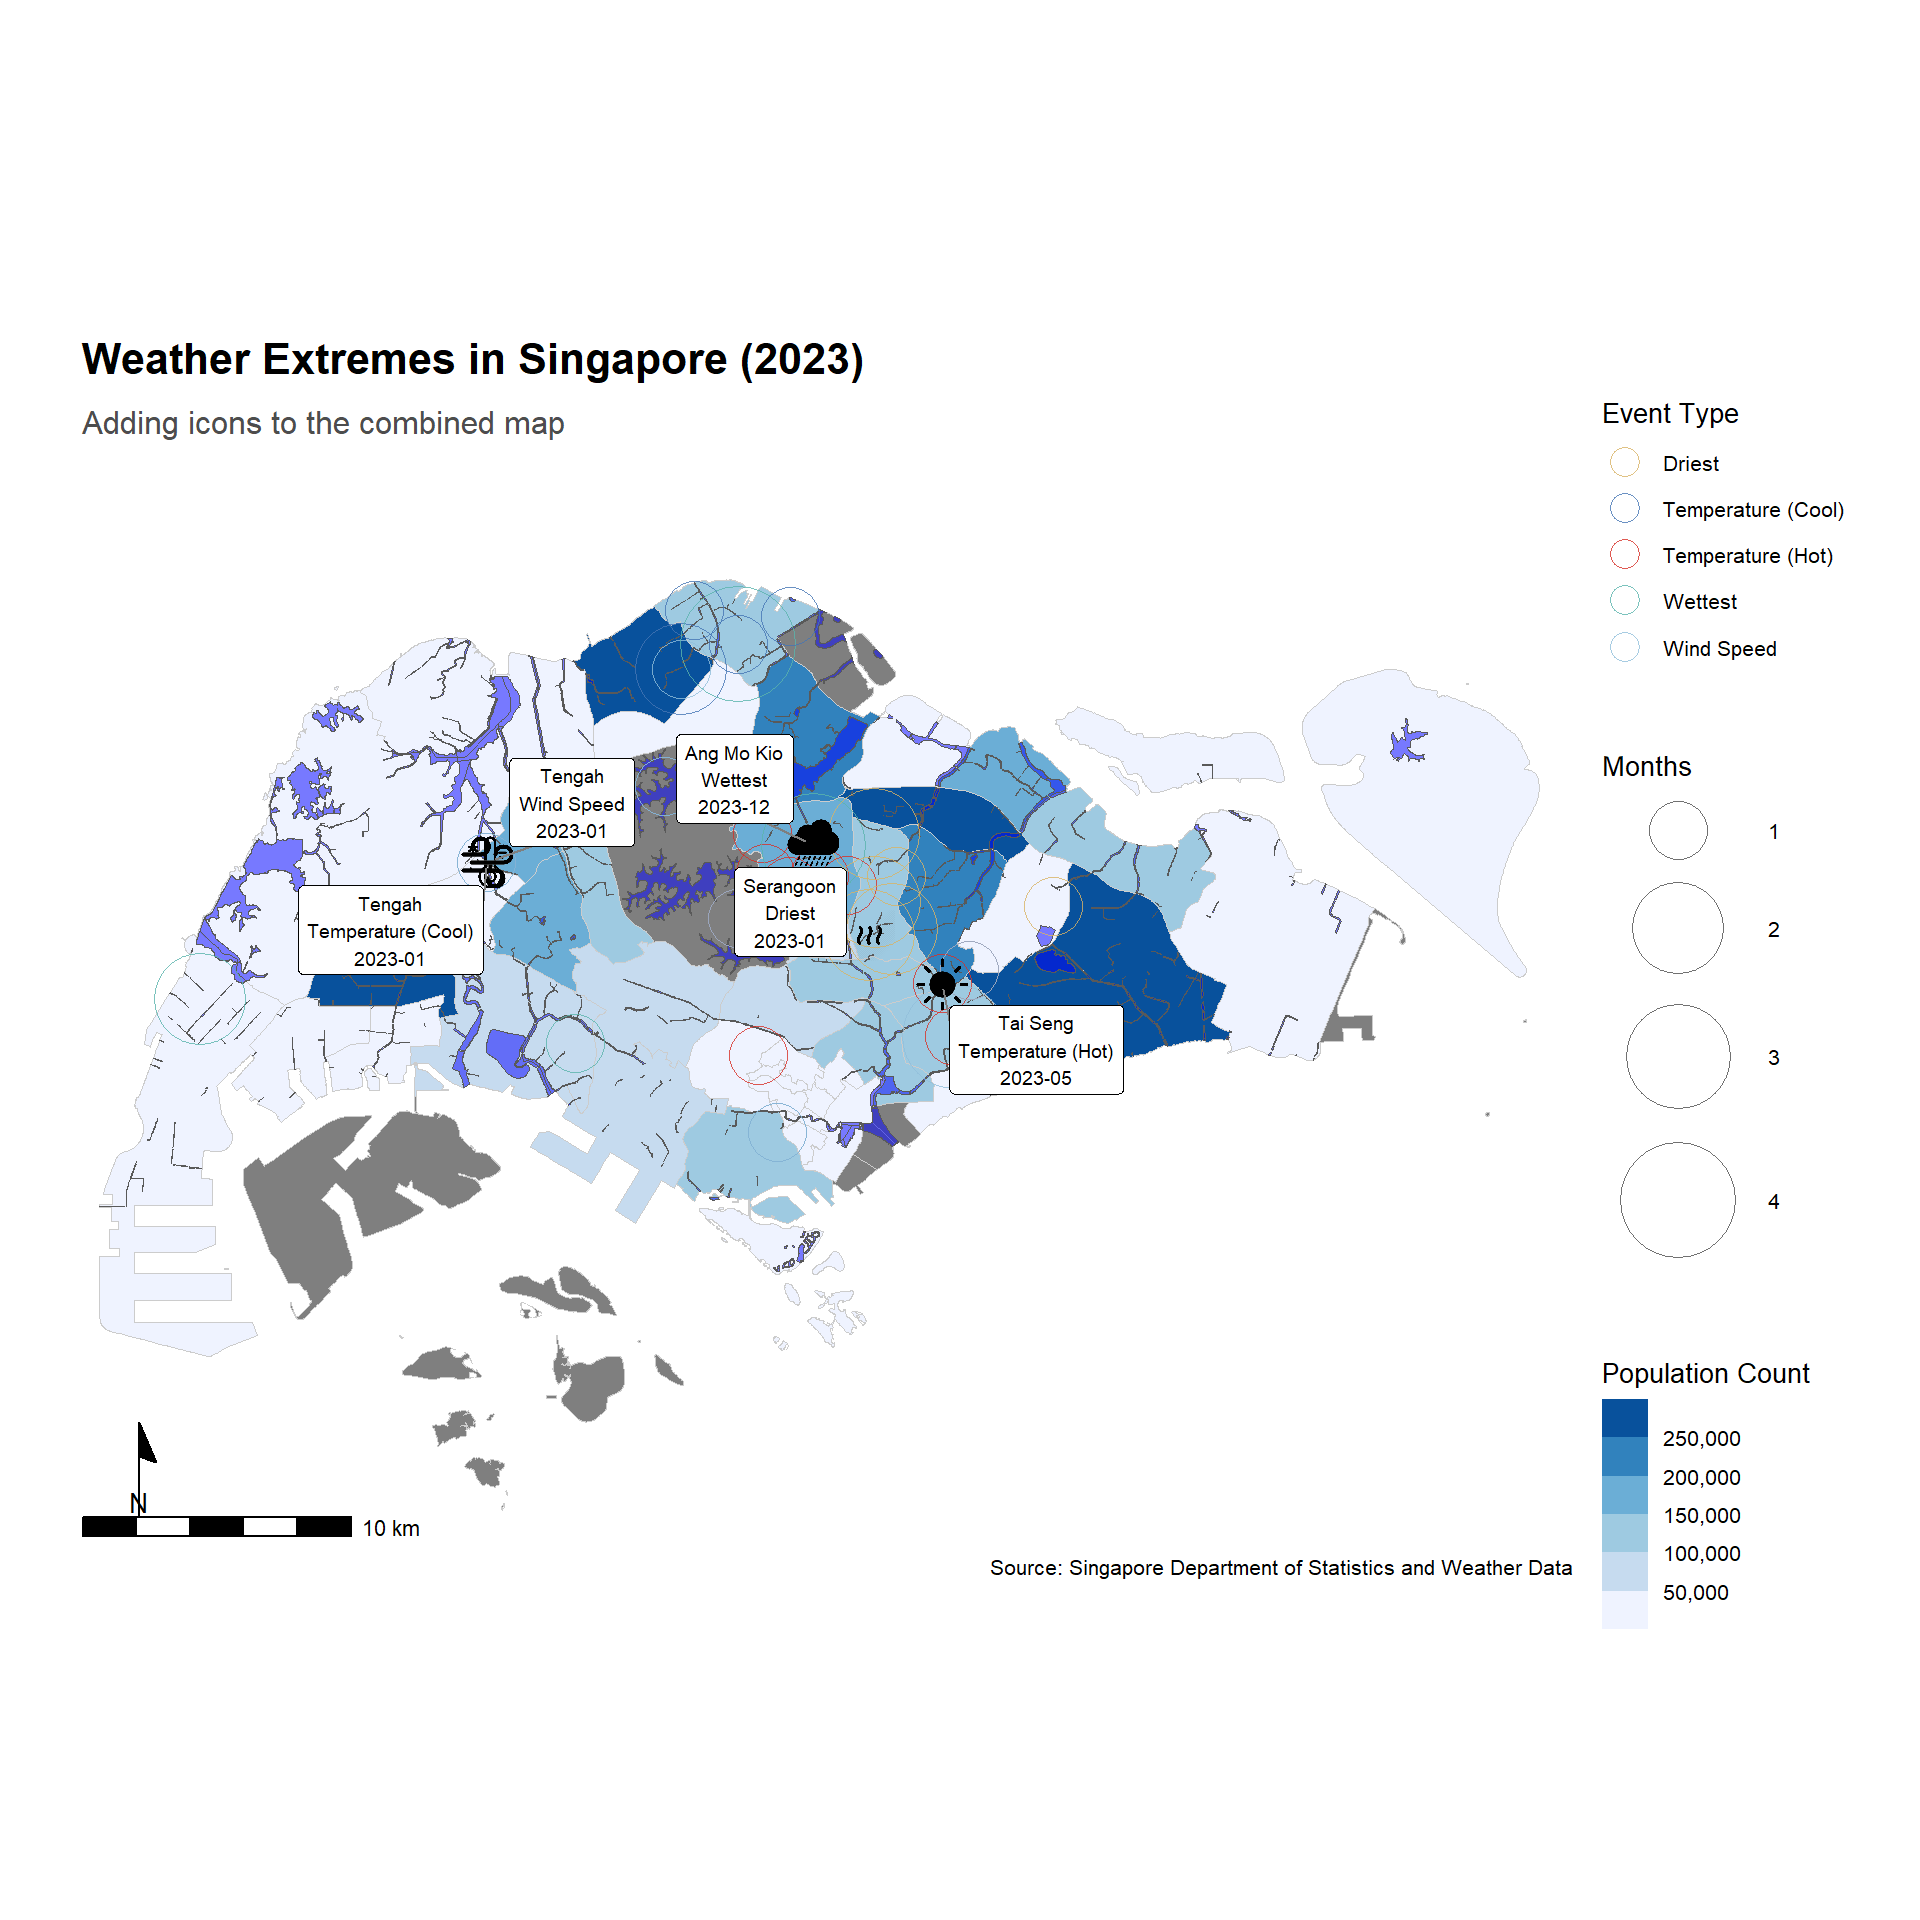 Weather Extremes in Singapore (2023)
Adding icons to the combined map
Event Type
Driest
Temperature (Cool)
Temperature (Hot)
Wettest
Wind Speed
Months
1
2
3
4
Population Count
250,000
200,000
150,000
100,000
50,000
Ang Mo Kio
Wettest
2023-12
Tengah
Wind Speed
2023-01
Serangoon
Driest
2023-01
Tengah
Temperature (Cool)
2023-01
Tai Seng
Temperature (Hot)
2023-05
N
10 km
Source: Singapore Department of Statistics and Weather Data